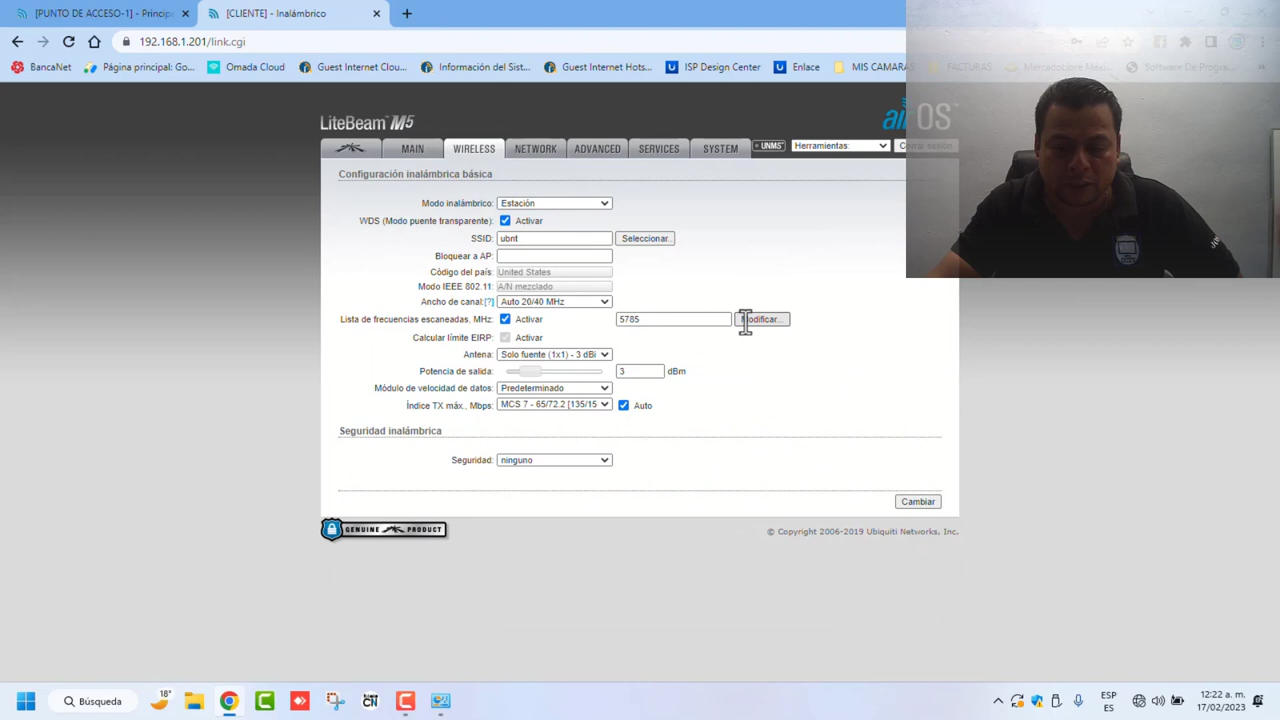 [PUNTO DE ACCESO-1] - Princip
[CLIENTE] - Inalámbrico
192.168.1.201/link.cgi
BancaNet
Página principal: Go...
Omada Cloud
Guest Internet Clou...
Información del Sist...
Guest Internet Hots...
ISP Design Center
Enlace
MIS CAMARAS
FACTURAS
Software De Progra...
LiteBeam M5
OS
MAIN
WIRELESS
NETWORK
ADVANCED
SERVICES
SYSTEM
UNMS
Herramientas:
Cerrar sesión
Configuración inalámbrica básica
Modo inalámbrico: Estación
WDS (Modo puente transparente): Activar
SSID: ubnt Seleccionar...
Bloquear a AP:
Código del país: United States
Modo IEEE 802.11: A/N mezclado
Ancho de canal:[?] Auto 20/40 MHz
Lista de frecuencias escaneadas, MHz: Activar 5785 Modificar...
Calcular límite EIRP: Activar
Antena: Solo fuente (1x1) - 3 dBi
Potencia de salida: 3 dBm
Módulo de velocidad de datos: Predeterminado
Índice TX máx., Mbps: MCS 7 - 65/72.2 [135/15 Auto
Seguridad inalámbrica
Seguridad: ninguno
Cambiar
GENUINE PRODUCT
© Copyright 2006-2019 Ubiquiti Networks, Inc.
18°
Búsqueda
CN
ESP
ES
12:22 a. m.
17/02/2023